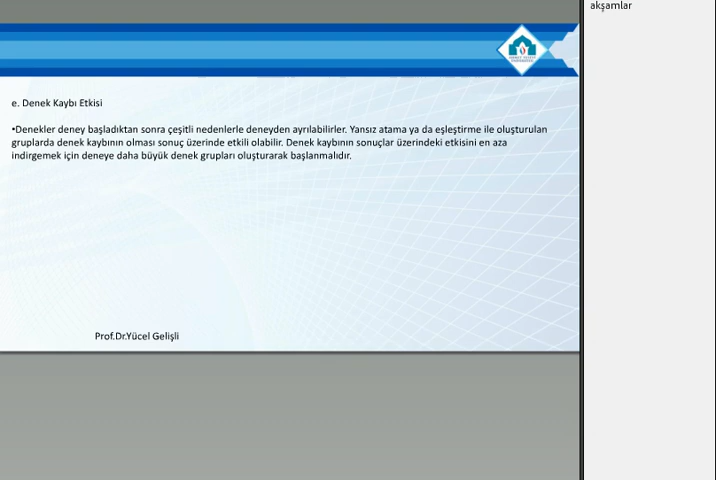 akşamlar
e. Denek Kaybı Etkisi
•Denekler deney başladıktan sonra çeşitli nedenlerle deneyden ayrılabilirler. Yansız atama ya da eşleştirme ile oluşturulan
gruplarda denek kaybının olması sonuç üzerinde etkili olabilir. Denek kaybının sonuçlar üzerindeki etkisini en aza
indirgemek için deneye daha büyük denek grupları oluşturarak başlanmalıdır.
Prof.Dr.Yücel Gelişli